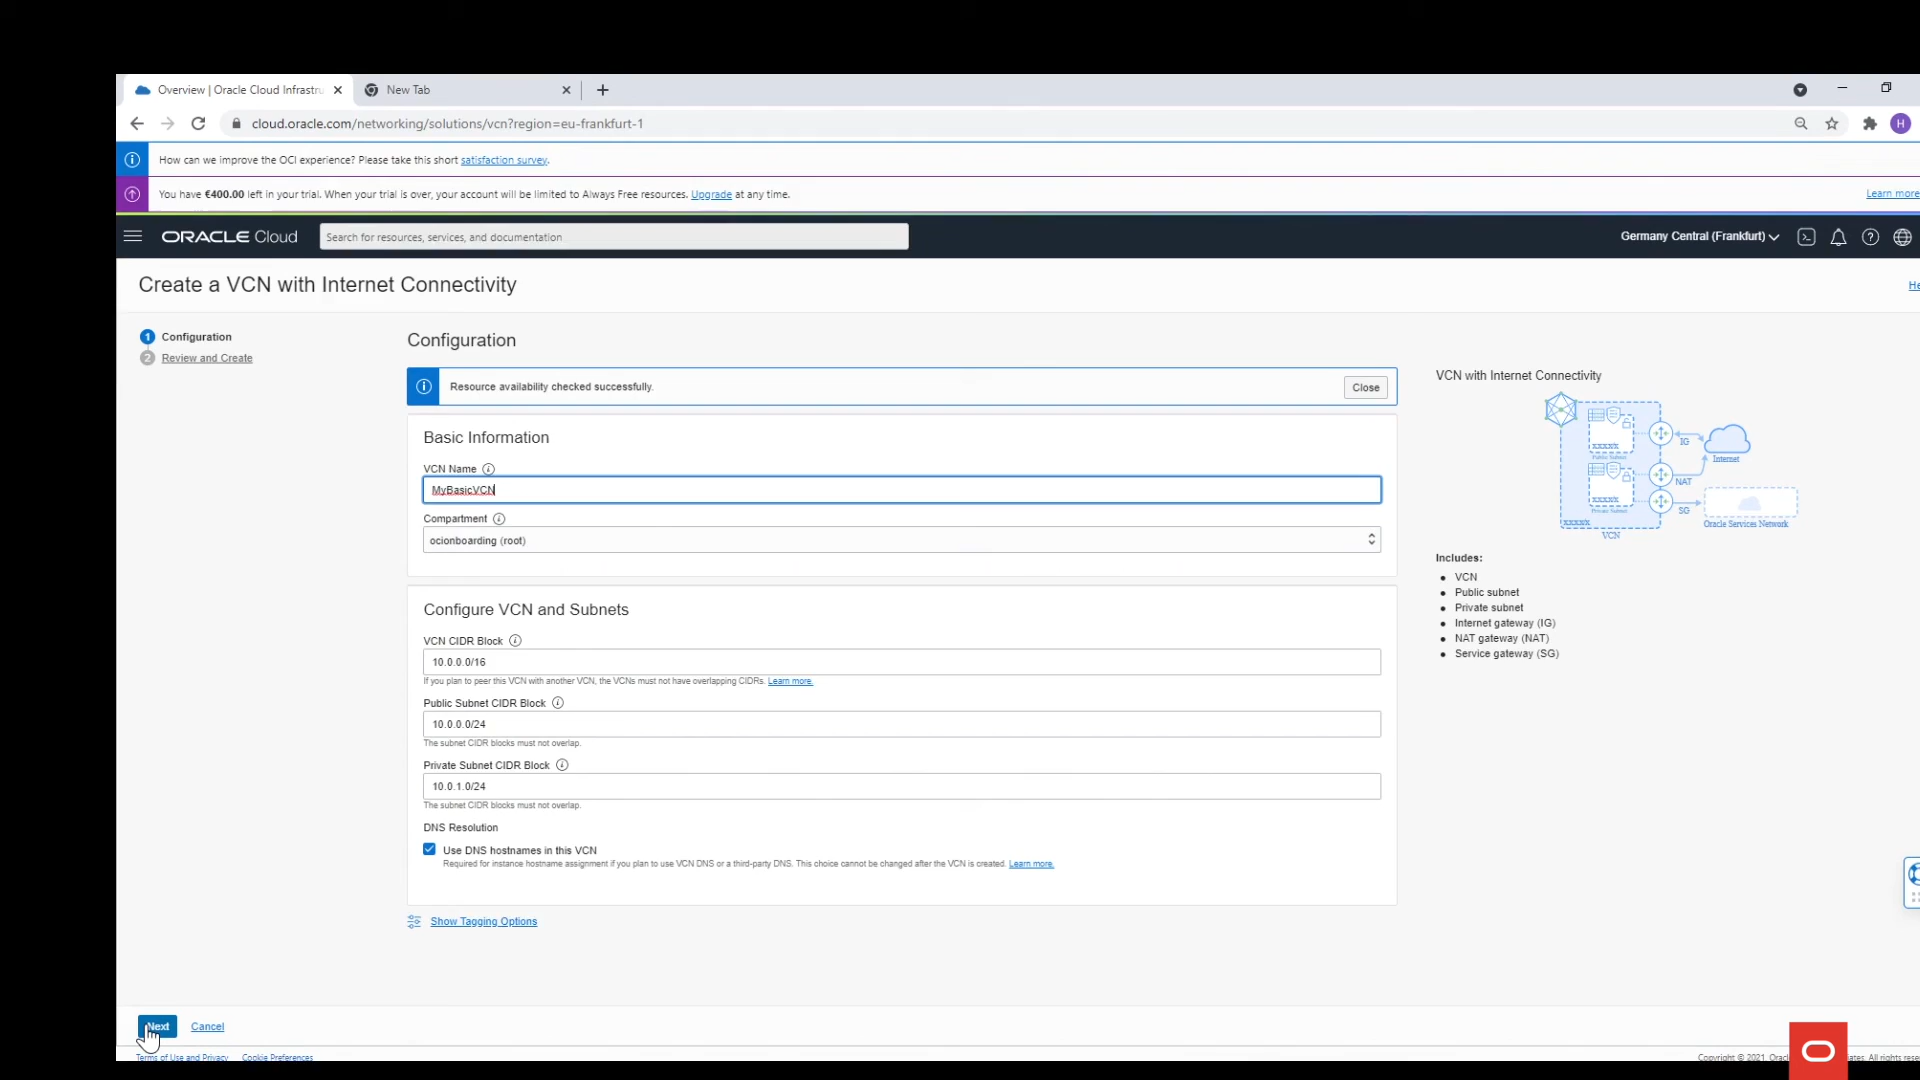 Overview | Oracle Cloud Infrastru
New Tab
cloud.oracle.com/networking/solutions/vcn?region=eu-frankfurt-1
H
How can we improve the OCI experience? Please take this short satisfaction survey.
You have €400.00 left in your trial. When your trial is over, your account will be limited to Always Free resources. Upgrade at any time.
Learn more
ORACLE Cloud
Search for resources, services, and documentation
Germany Central (Frankfurt)
Create a VCN with Internet Connectivity
He
1 Configuration
2 Review and Create
Configuration
Resource availability checked successfully.
Close
Basic Information
VCN Name
MyBasicVCN
Compartment
ocionboarding (root)
Configure VCN and Subnets
VCN CIDR Block
10.0.0.0/16
If you plan to peer this VCN with another VCN, the VCNs must not have overlapping CIDRs. Learn more.
Public Subnet CIDR Block
10.0.0.0/24
The subnet CIDR blocks must not overlap.
Private Subnet CIDR Block
10.0.1.0/24
The subnet CIDR blocks must not overlap.
DNS Resolution
Use DNS hostnames in this VCN
Required for instance hostname assignment if you plan to use VCN DNS or a third-party DNS. This choice cannot be changed after the VCN is created. Learn more.
Show Tagging Options
VCN with Internet Connectivity
xxxxx/x
Public Subnet
IG
Internet
NAT
xxxxx/x
Private Subnet
SG
xxxxx/x
Oracle Services Network
VCN
Includes:
VCN
Public subnet
Private subnet
Internet gateway (IG)
NAT gateway (NAT)
Service gateway (SG)
Next
Cancel
Terms of Use and Privacy
Cookie Preferences
Copyright © 2021, Oracl
ates. All rights rese